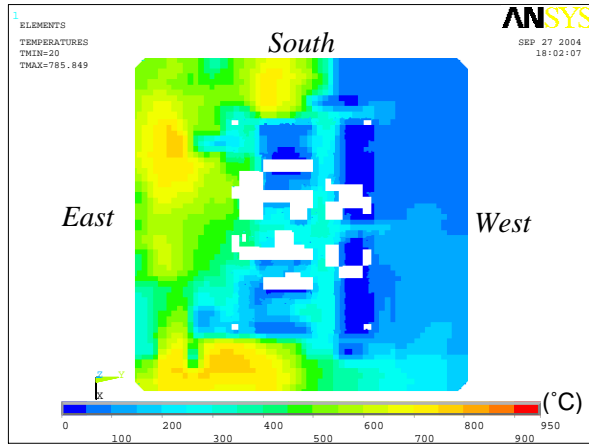 1
ELEMENTS
TEMPERATURES
TMIN=20
TMAX=785.849
ANSYS
SEP 27 2004
18:02:07
South
East
West
Z Y
X
(°C)
0 200 300 400 500 600 700 800 950
100 900